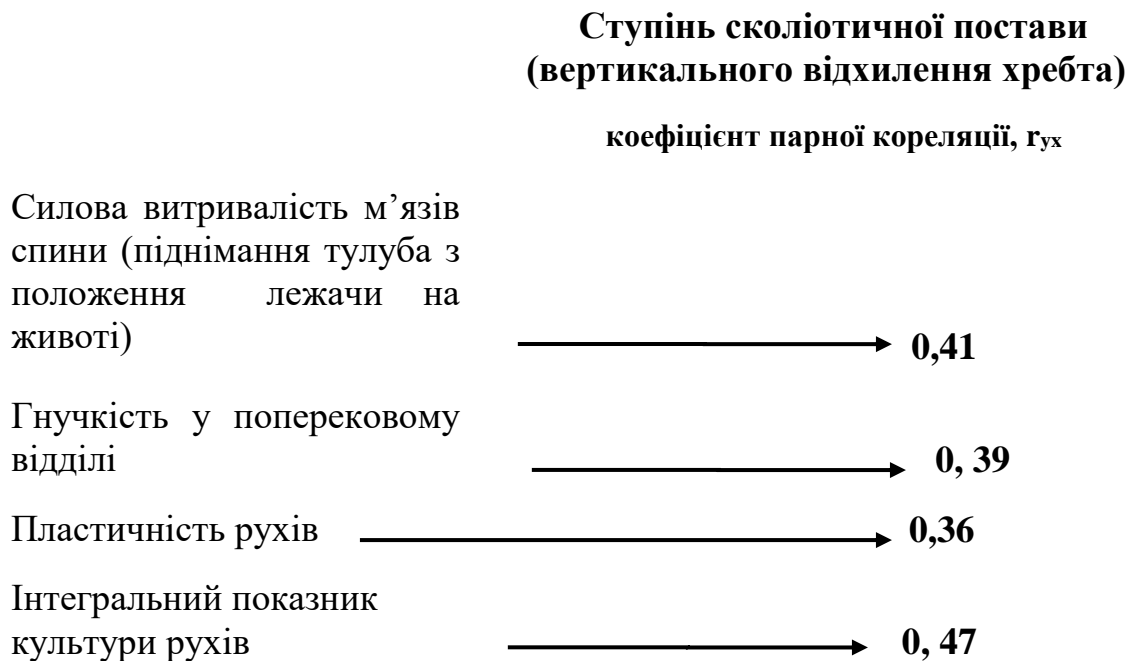 Ступінь сколіотичної постави
(вертикального відхилення хребта)
коефіцієнт парної кореляції, rух
Силова витривалість м’язів
спини (піднімання тулуба з
положення лежачи на
животі)
0,41
Гнучкість у поперековому
відділі
0, 39
Пластичність рухів
0,36
Інтегральний показник
культури рухів
0, 47